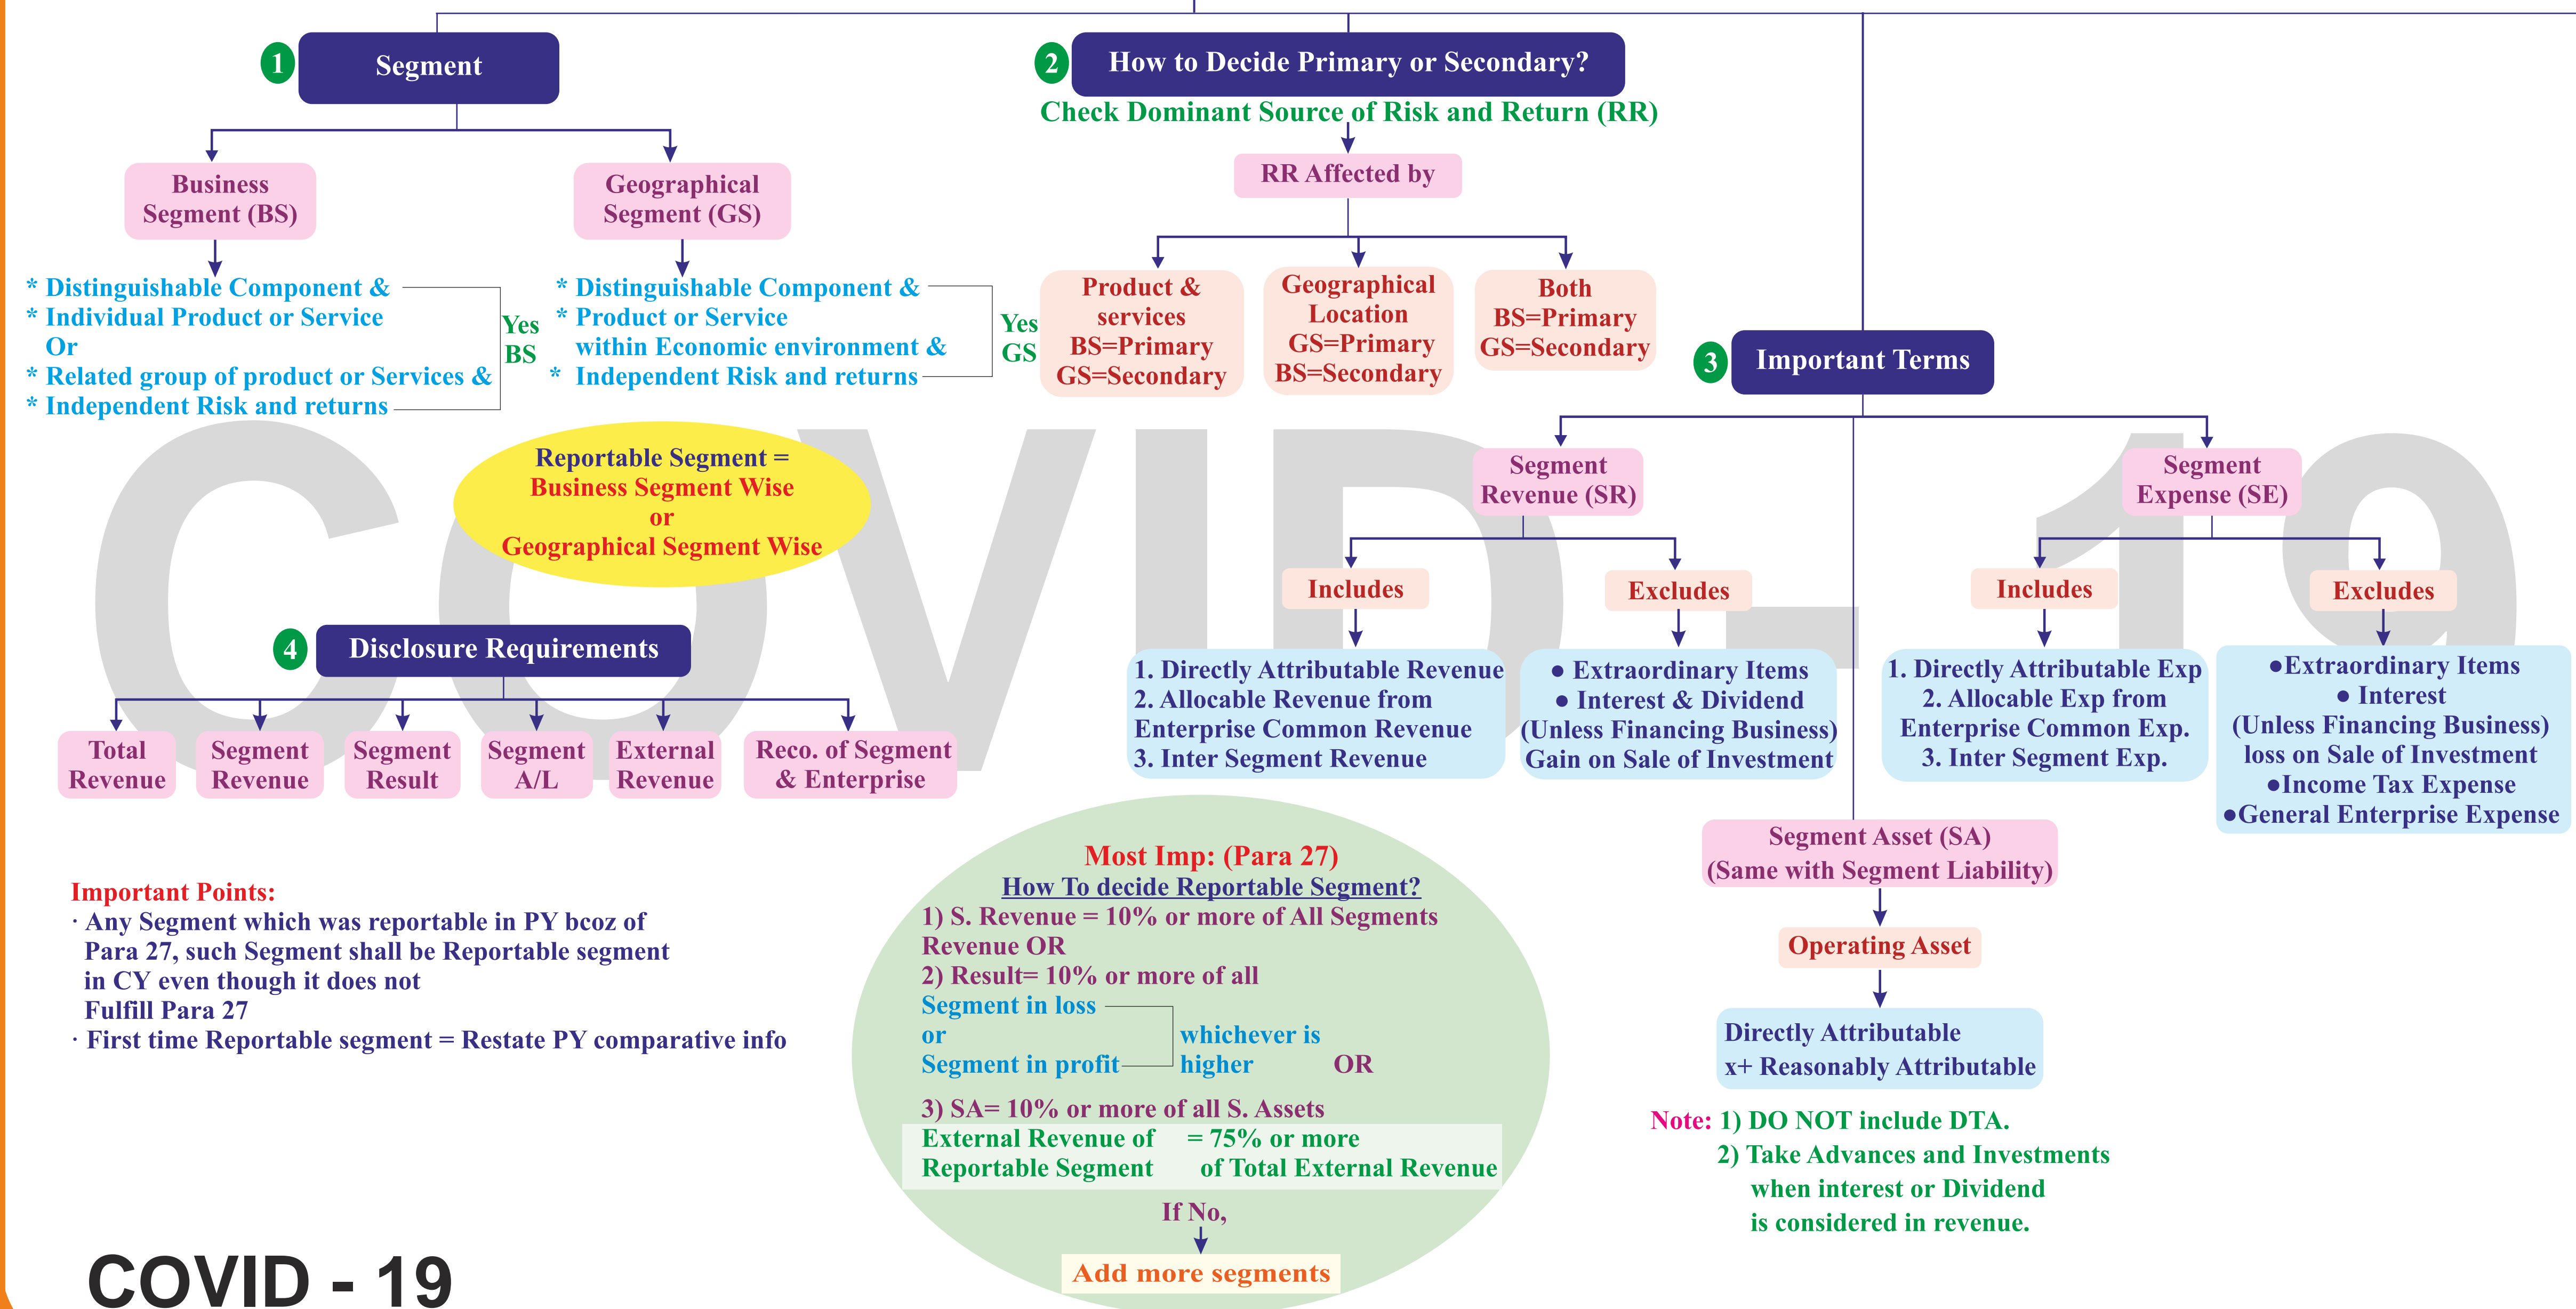 1
Segment
Business
Segment (BS)
Geographical
Segment (GS)
* Distinguishable Component &
* Individual Product or Service
Or
* Related group of product or Services &
* Independent Risk and returns
Yes
BS
* Distinguishable Component &
* Product or Service
within Economic environment &
* Independent Risk and returns
Yes
GS
Reportable Segment =
Business Segment Wise
or
Geographical Segment Wise
2
How to Decide Primary or Secondary?
Check Dominant Source of Risk and Return (RR)
RR Affected by
Product &
services
BS=Primary
GS=Secondary
Geographical
Location
GS=Primary
BS=Secondary
Both
BS=Primary
GS=Secondary
3
Important Terms
Segment
Revenue (SR)
Includes
1. Directly Attributable Revenue
2. Allocable Revenue from
Enterprise Common Revenue
3. Inter Segment Revenue
Excludes
• Extraordinary Items
• Interest & Dividend
(Unless Financing Business)
Gain on Sale of Investment
Segment
Expense (SE)
Includes
1. Directly Attributable Exp
2. Allocable Exp from
Enterprise Common Exp.
3. Inter Segment Exp.
Excludes
•Extraordinary Items
• Interest
(Unless Financing Business)
loss on Sale of Investment
•Income Tax Expense
•General Enterprise Expense
Segment Asset (SA)
(Same with Segment Liability)
Operating Asset
Directly Attributable
x+ Reasonably Attributable
Note: 1) DO NOT include DTA.
2) Take Advances and Investments
when interest or Dividend
is considered in revenue.
4
Disclosure Requirements
Total
Revenue
Segment
Revenue
Segment
Result
Segment
A/L
External
Revenue
Reco. of Segment
& Enterprise
Important Points:
· Any Segment which was reportable in PY bcoz of
Para 27, such Segment shall be Reportable segment
in CY even though it does not
Fulfill Para 27
· First time Reportable segment = Restate PY comparative info
Most Imp: (Para 27)
How To decide Reportable Segment?
1) S. Revenue = 10% or more of All Segments
Revenue OR
2) Result= 10% or more of all
Segment in loss
or
Segment in profit
whichever is
higher OR
3) SA= 10% or more of all S. Assets
External Revenue of = 75% or more
Reportable Segment of Total External Revenue
If No,
Add more segments
COVID - 19
COVID - 19